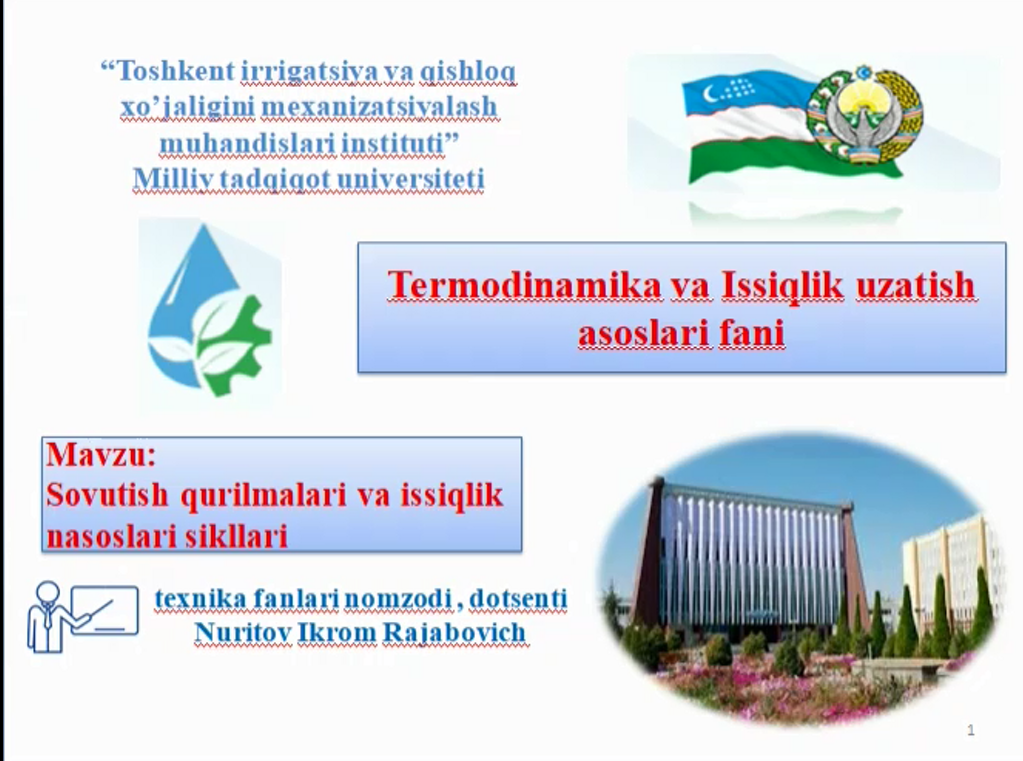 “Toshkent irrigatsiya va qishloq
xo’jaligini mexanizatsiyalash
muhandislari instituti”
Milliy tadqiqot universiteti
Termodinamika va Issiqlik uzatish
asoslari fani
Mavzu:
Sovutish qurilmalari va issiqlik
nasoslari sikllari
texnika fanlari nomzodi , dotsenti
Nuritov Ikrom Rajabovich
1